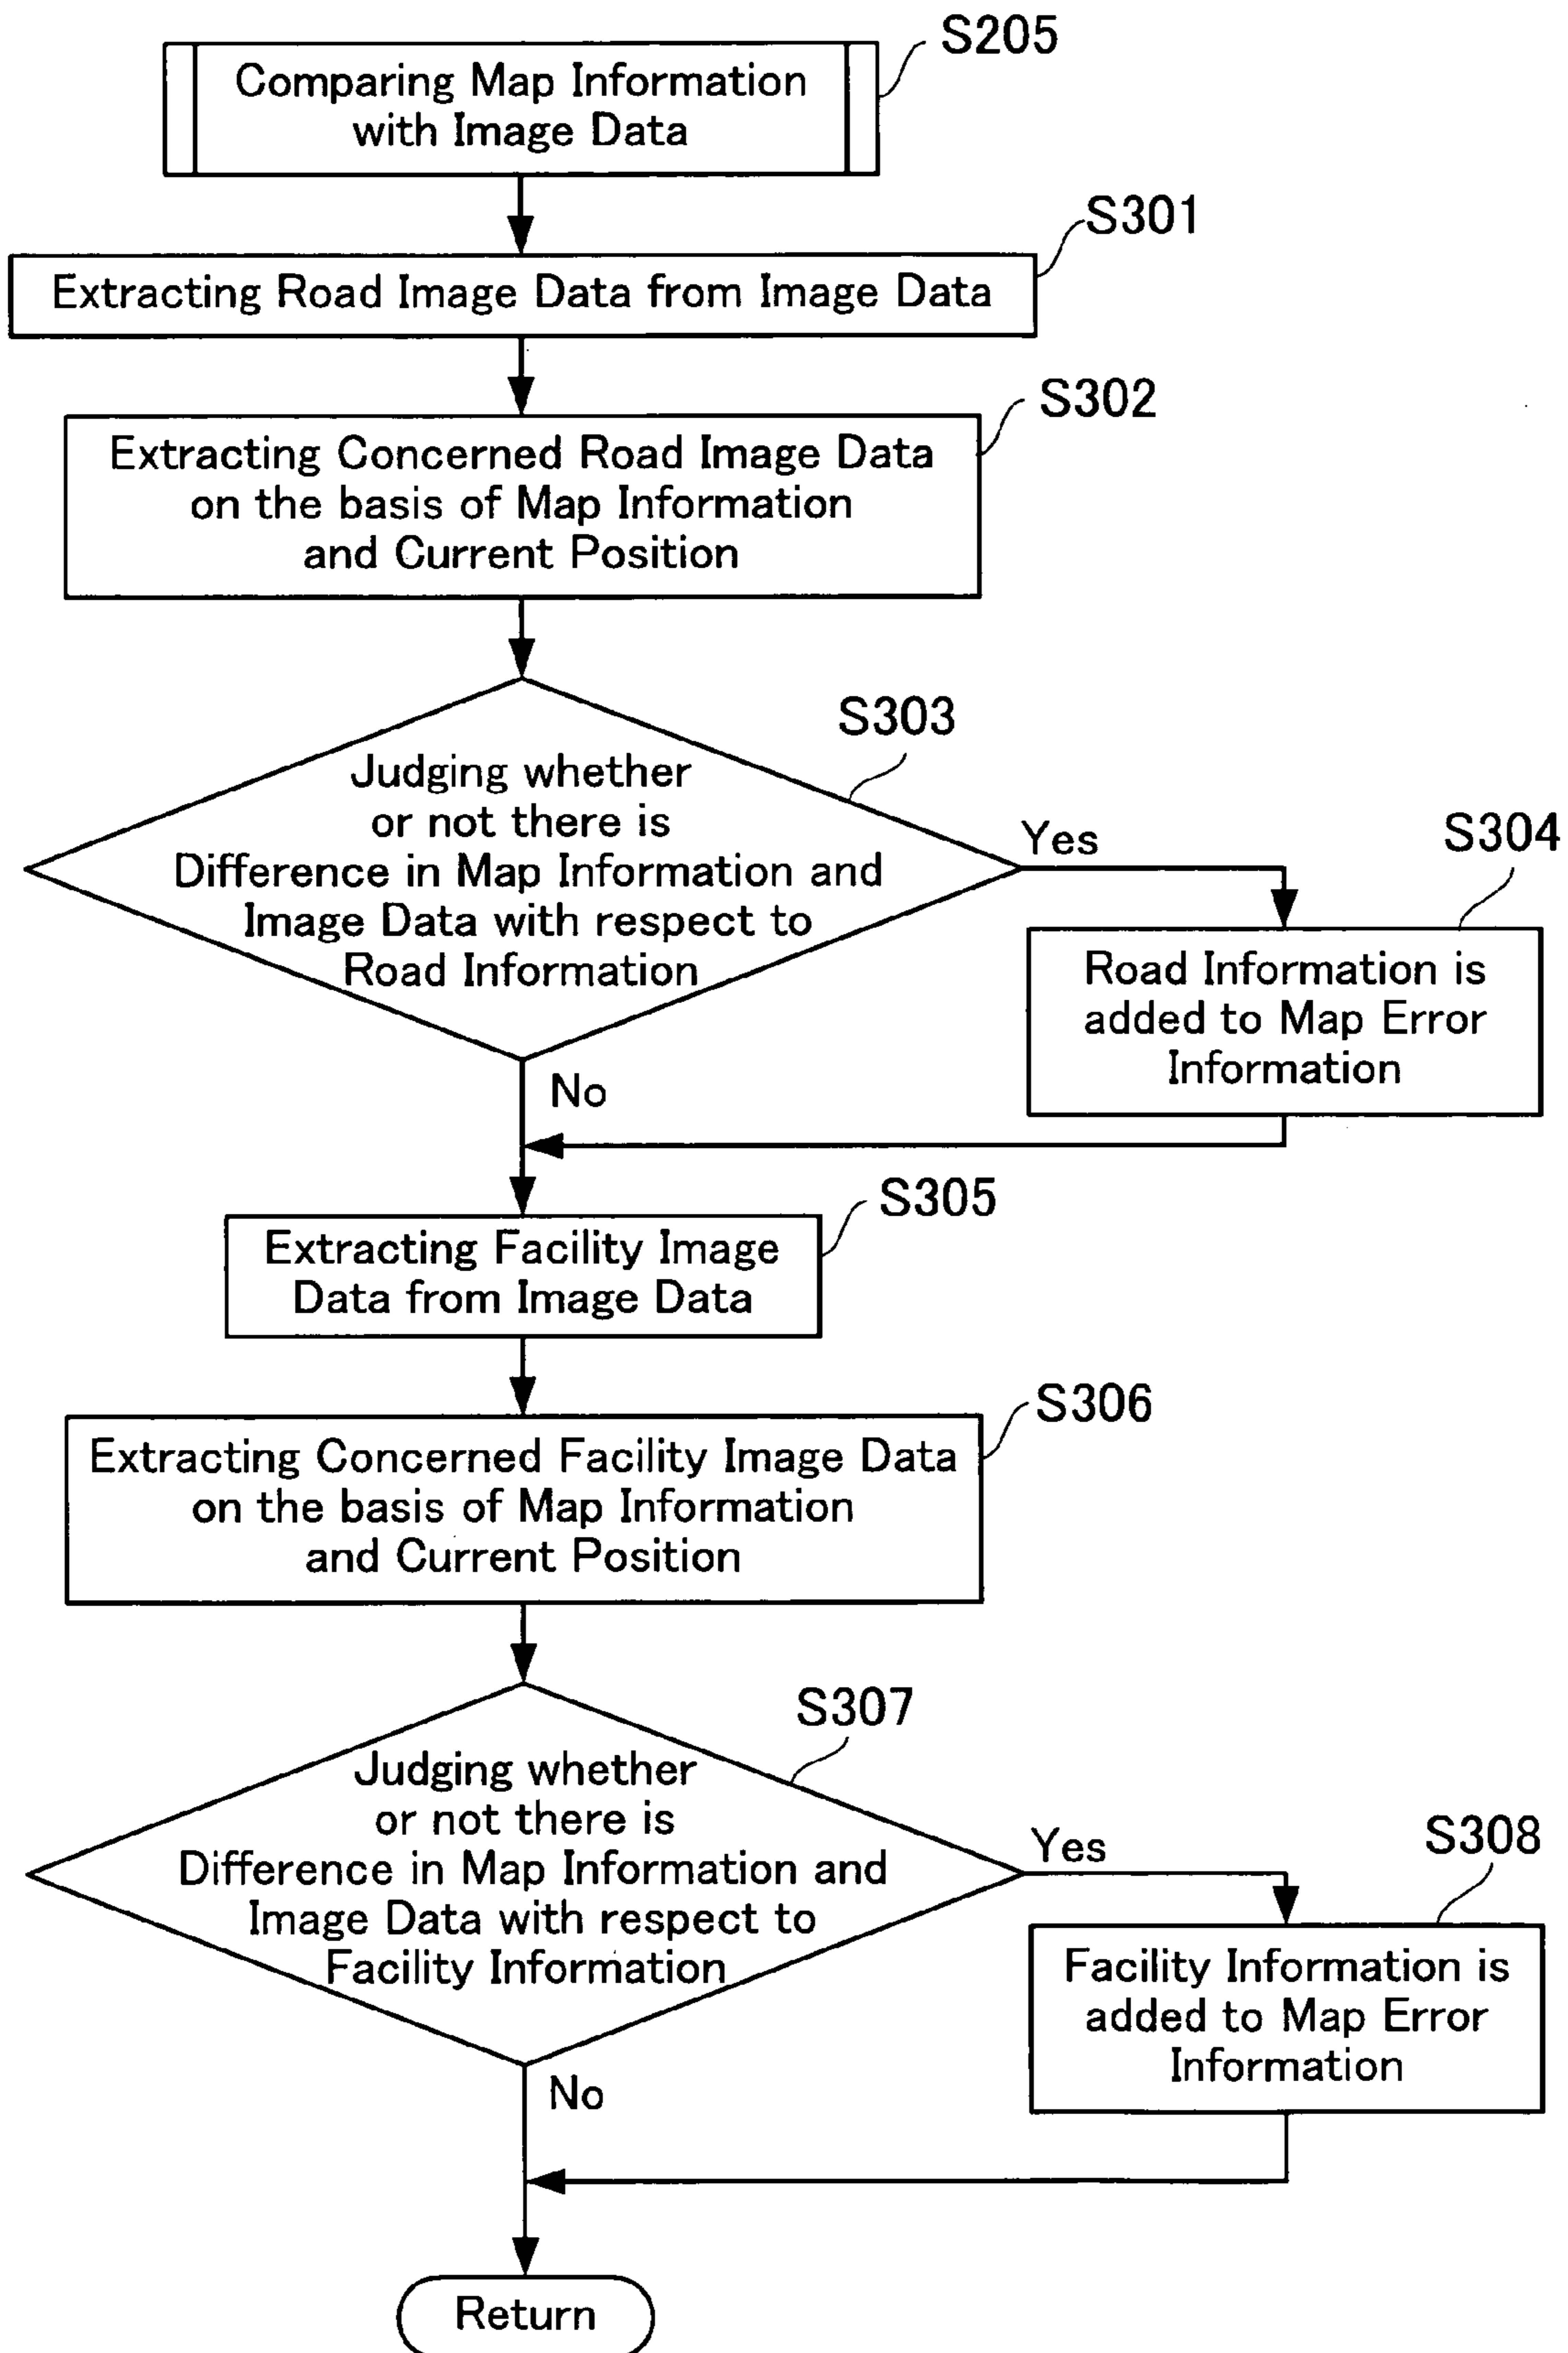 S205
Comparing Map Information
with Image Data
S301
Extracting Road Image Data from Image Data
S302
Extracting Concerned Road Image Data
on the basis of Map Information
and Current Position
S303
Judging whether
or not there is
Difference in Map Information and
Image Data with respect to
Road Information
Yes
S304
Road Information is
added to Map Error
Information
No
S305
Extracting Facility Image
Data from Image Data
S306
Extracting Concerned Facility Image Data
on the basis of Map Information
and Current Position
S307
Judging whether
or not there is
Difference in Map Information and
Image Data with respect to
Facility Information
Yes
S308
Facility Information is
added to Map Error
Information
No
Return